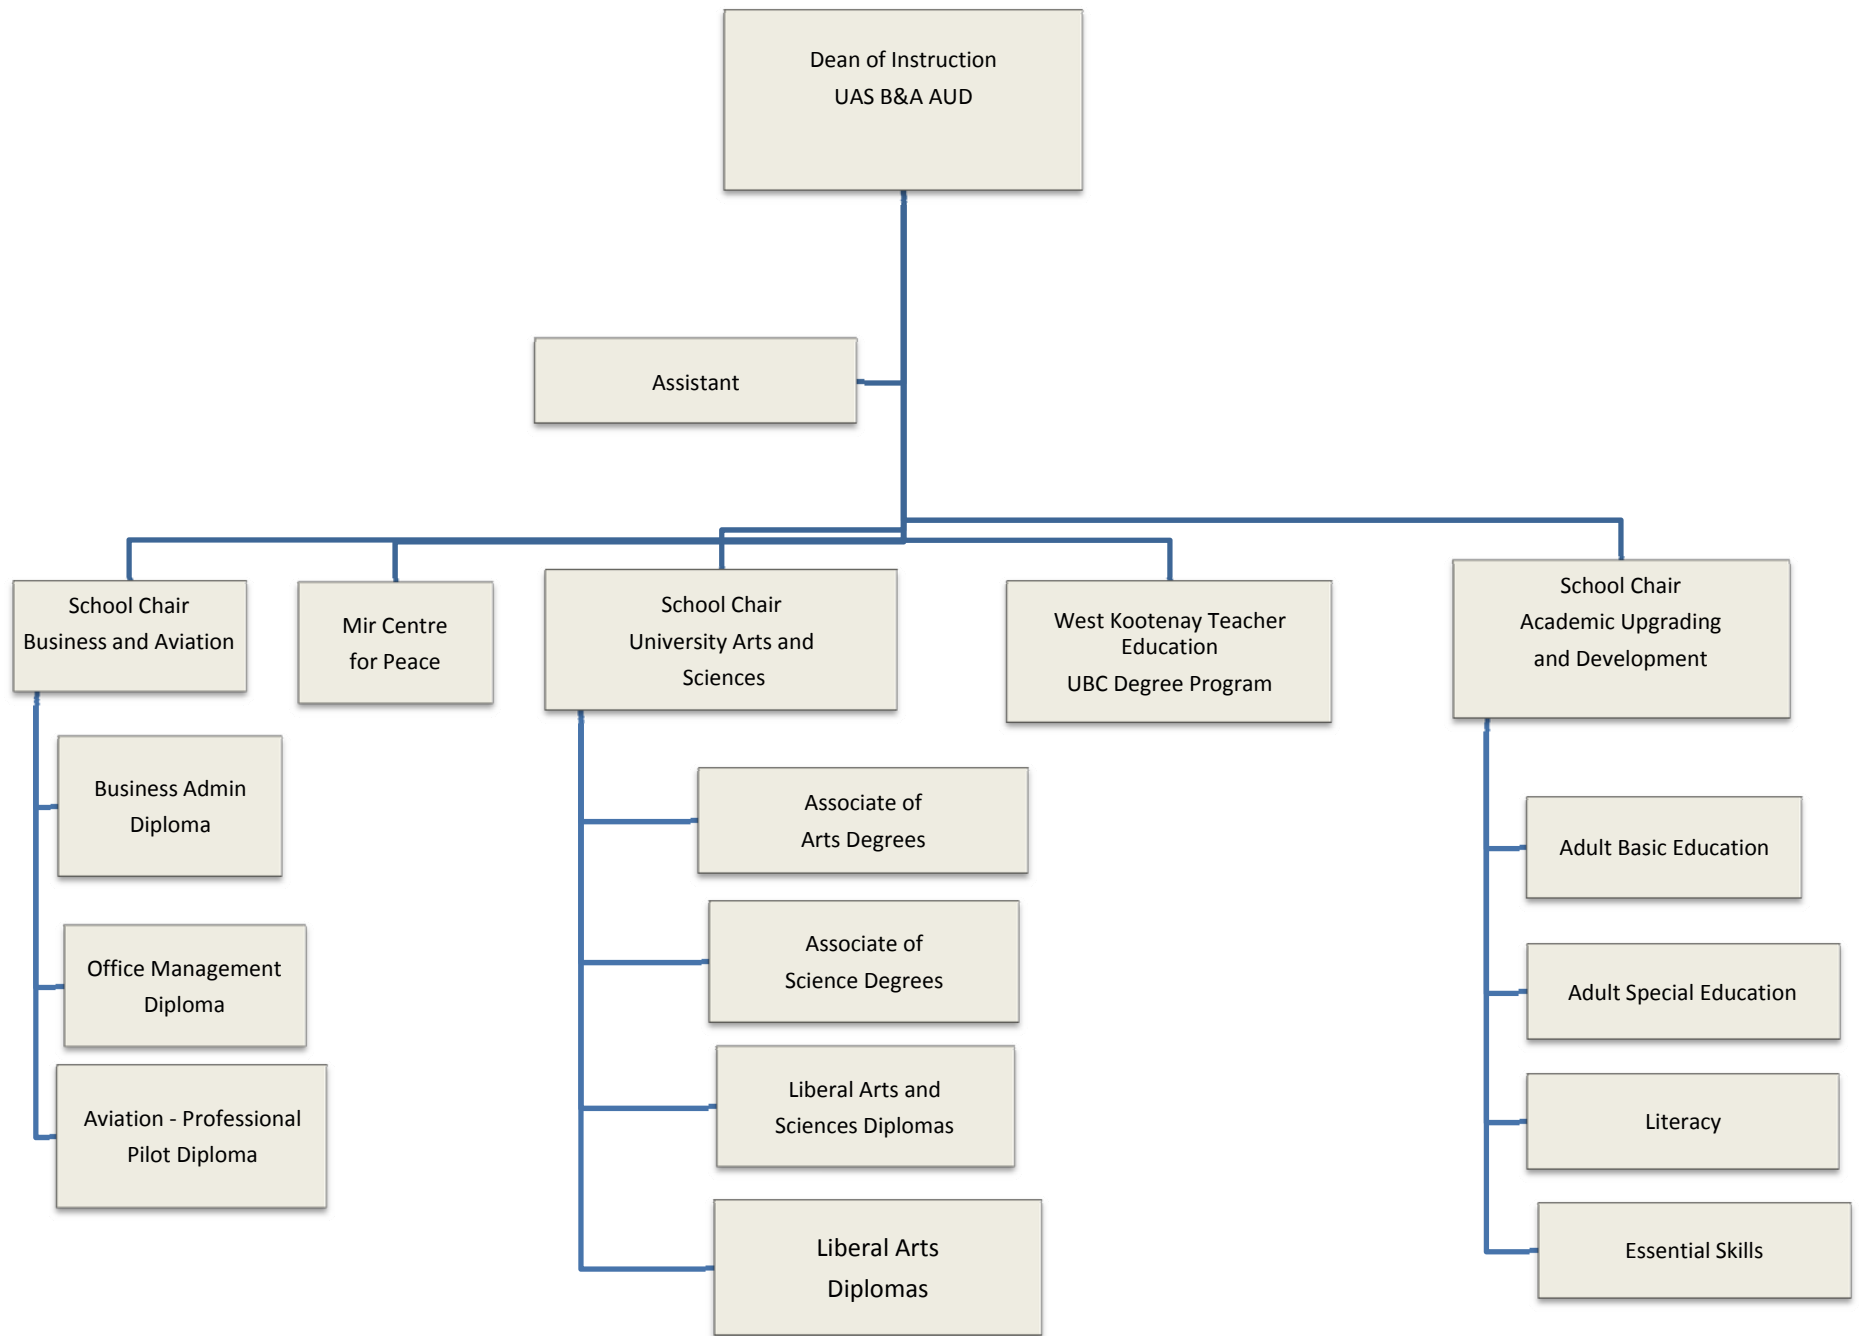 Dean of Instruction
UAS B&A AUD
Assistant
School Chair
Business and Aviation
Mir Centre
for Peace
School Chair
University Arts and
Sciences
West Kootenay Teacher
Education
UBC Degree Program
School Chair
Academic Upgrading
and Development
Business Admin
Diploma
Office Management
Diploma
Aviation - Professional
Pilot Diploma
Associate of
Arts Degrees
Associate of
Science Degrees
Liberal Arts and
Sciences Diplomas
Liberal Arts
Diplomas
Adult Basic Education
Adult Special Education
Literacy
Essential Skills